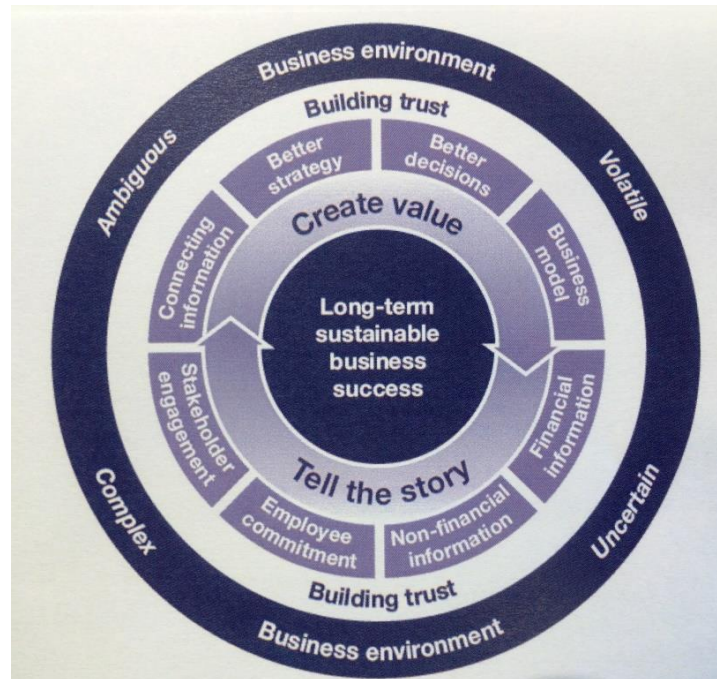 Business environment
Building trust
Ambiguous
Volatile
Better
strategy
Better
decisions
Connecting
information
Create value
Business
model
Long-term
sustainable
business
success
Stakeholder
engagement
Financial
information
Tell the story
Employee
commitment
Non-financial
information
Complex
Uncertain
Building trust
Business environment